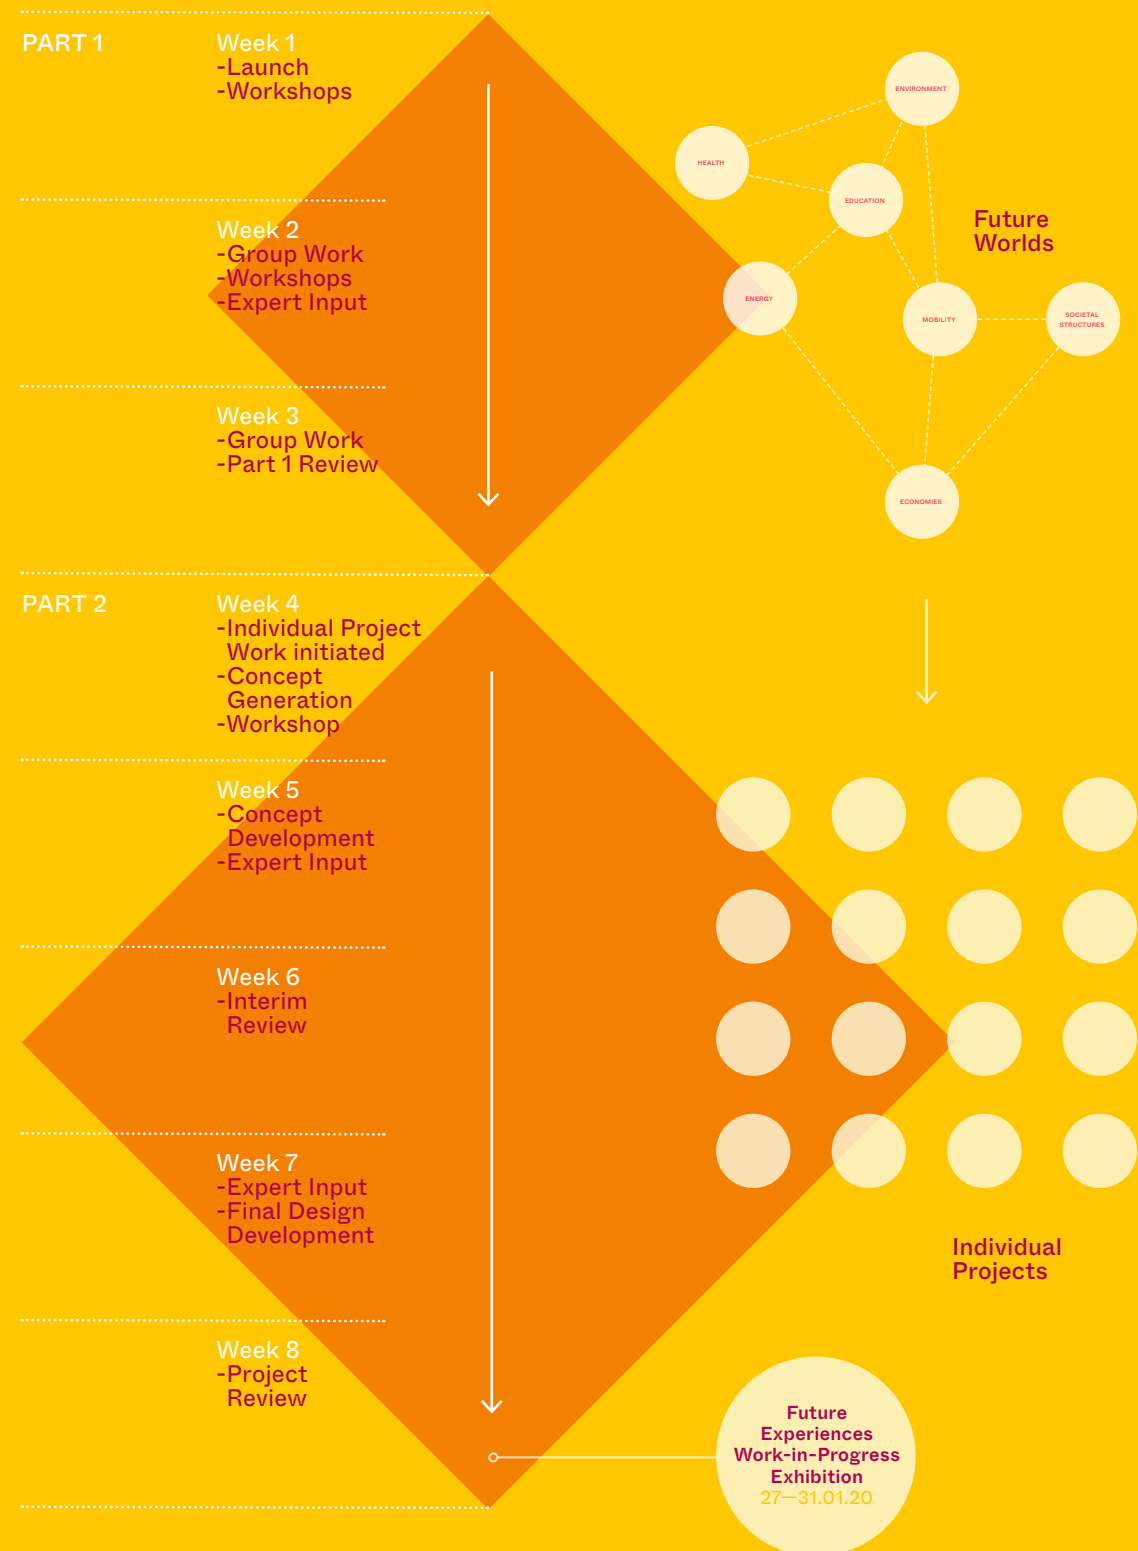 PART 1
Week 1
-Launch
-Workshops
Week 2
-Group Work
-Workshops
-Expert Input
Week 3
-Group Work
-Part 1 Review
ENVIRONMENT
HEALTH
EDUCATION
Future
Worlds
ENERGY
MOBILITY
SOCIETAL
STRUCTURES
ECONOMIES
PART 2
Week 4
-Individual Project
Work initiated
-Concept
Generation
-Workshop
Week 5
-Concept
Development
-Expert Input
Week 6
-Interim
Review
Week 7
-Expert Input
-Final Design
Development
Week 8
-Project
Review
Individual
Projects
Future
Experiences
Work-in-Progress
Exhibition
27—31.01.20